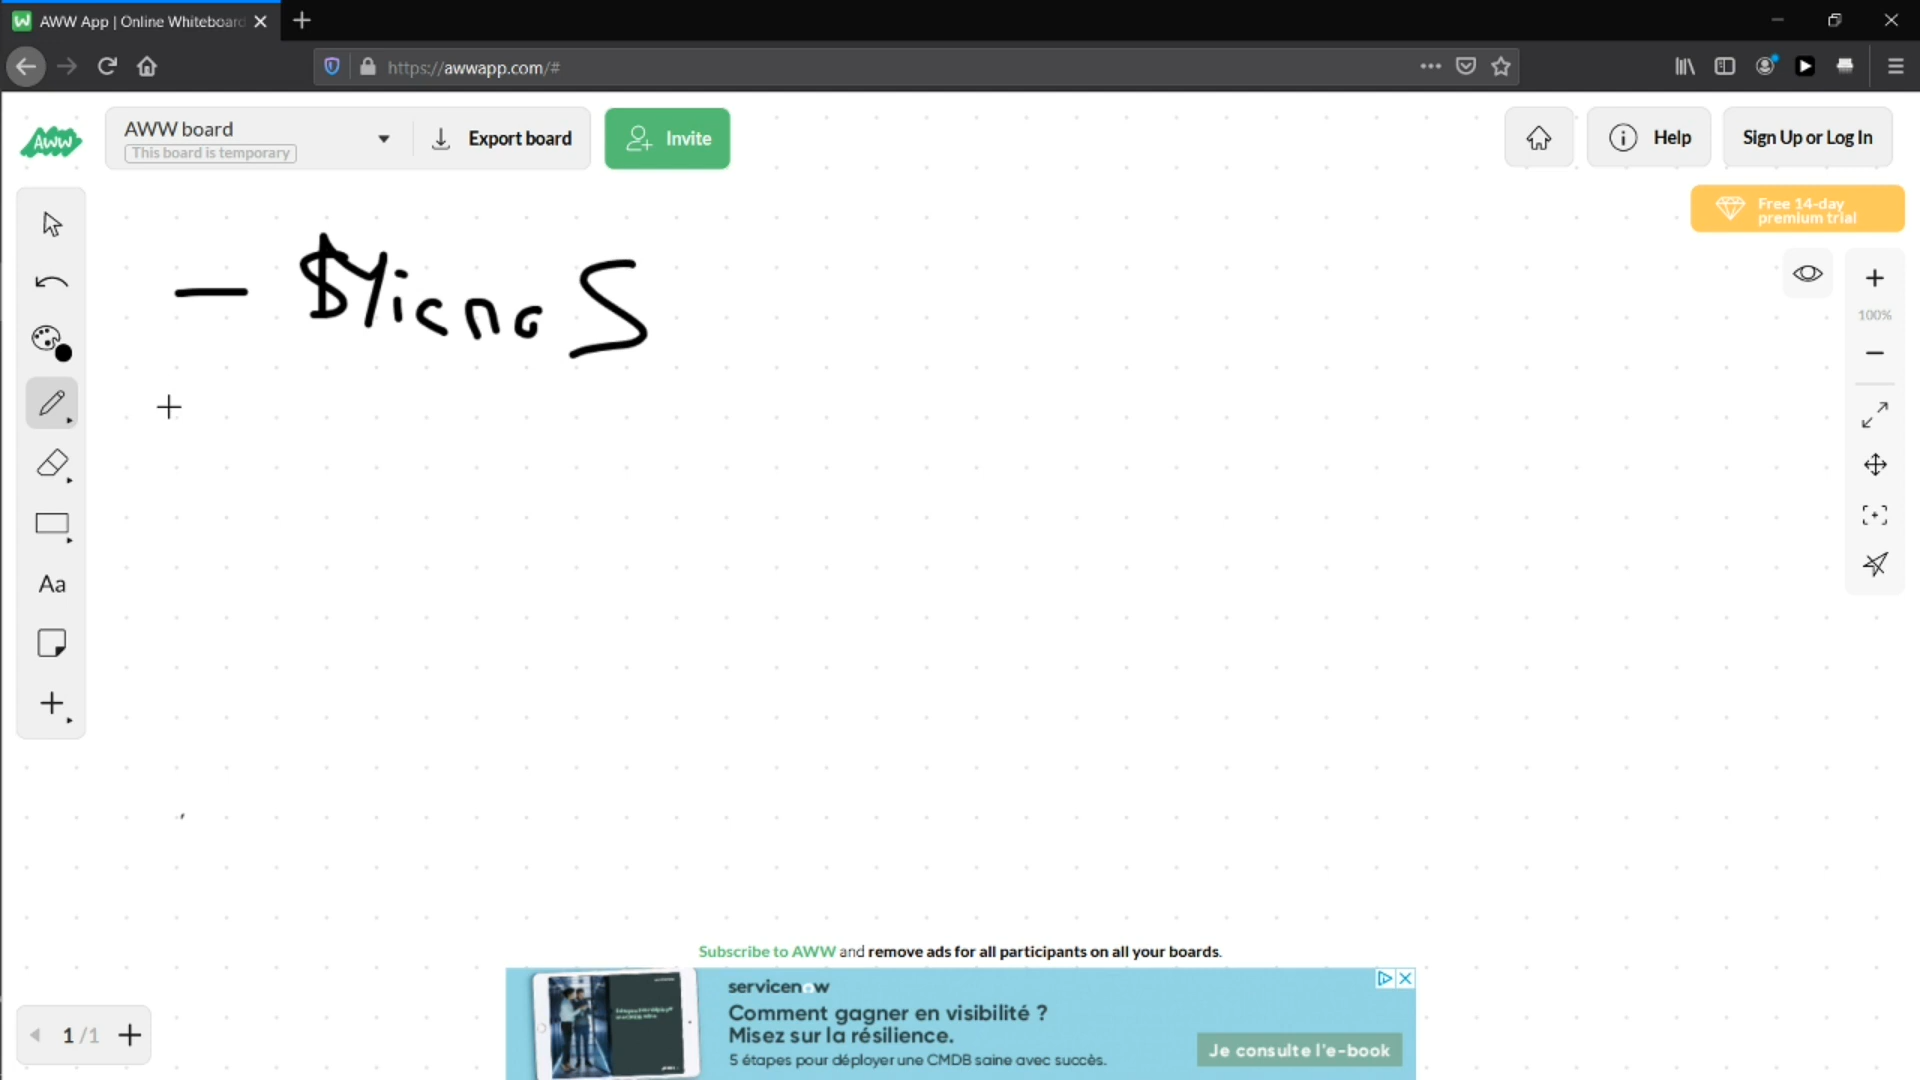 AWW App | Online Whiteboard
https://awwapp.com/#
AWW
AWW board
This board is temporary
Export board
Invite
Help
Sign Up or Log In
Free 14-day
premium trial
100%
Aa
Subscribe to AWW and remove ads for all participants on all your boards.
servicenow
Comment gagner en visibilité ?
Misez sur la résilience.
5 étapes pour déployer une CMDB saine avec succès.
Je consulte l'e-book
1 /1